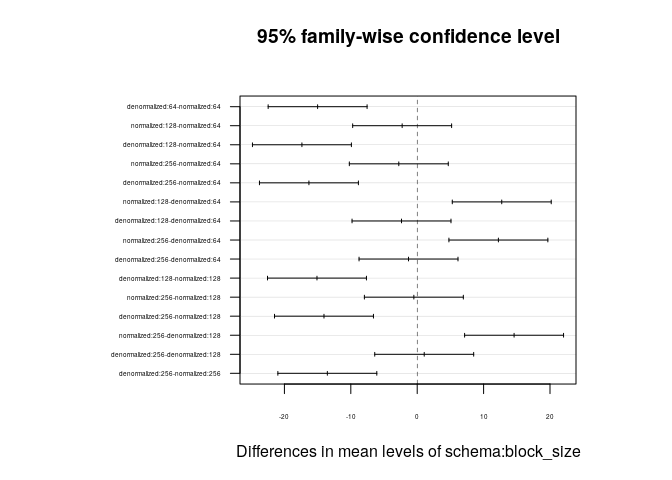 95% family-wise confidence level
denormalized:64-normalized:64
normalized:128-normalized:64
denormalized:128-normalized:64
normalized:256-normalized:64
denormalized:256-normalized:64
normalized:128-denormalized:64
denormalized:128-denormalized:64
normalized:256-denormalized:64
denormalized:256-denormalized:64
denormalized:128-normalized:128
normalized:256-normalized:128
denormalized:256-normalized:128
normalized:256-denormalized:128
denormalized:256-denormalized:128
denormalized:256-normalized:256
-20 -10 0 10 20
Differences in mean levels of schema:block_size